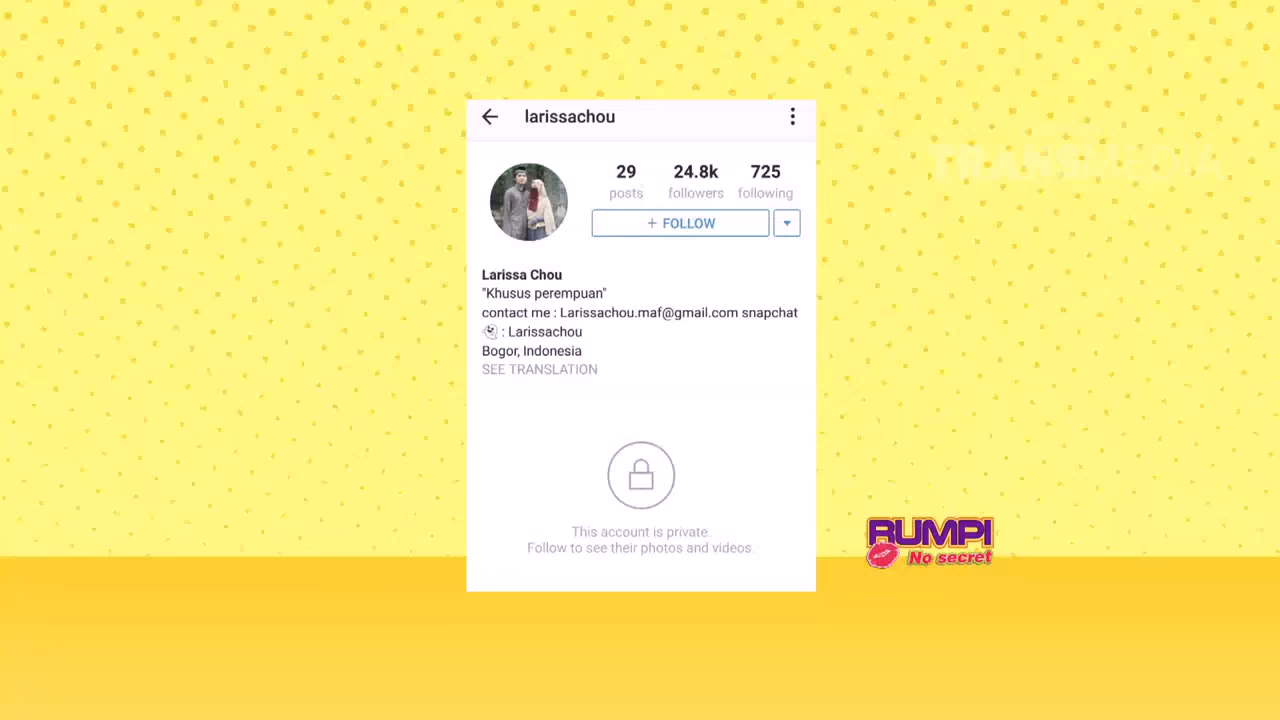 larissachou
29 24.8k 725
posts followers following
+ FOLLOW
Larissa Chou
"Khusus perempuan"
contact me : Larissachou.maf@gmail.com snapchat
👻 : Larissachou
Bogor, Indonesia
SEE TRANSLATION
This account is private.
Follow to see their photos and videos.
TRANSMEDIA
RUMPI
No secret